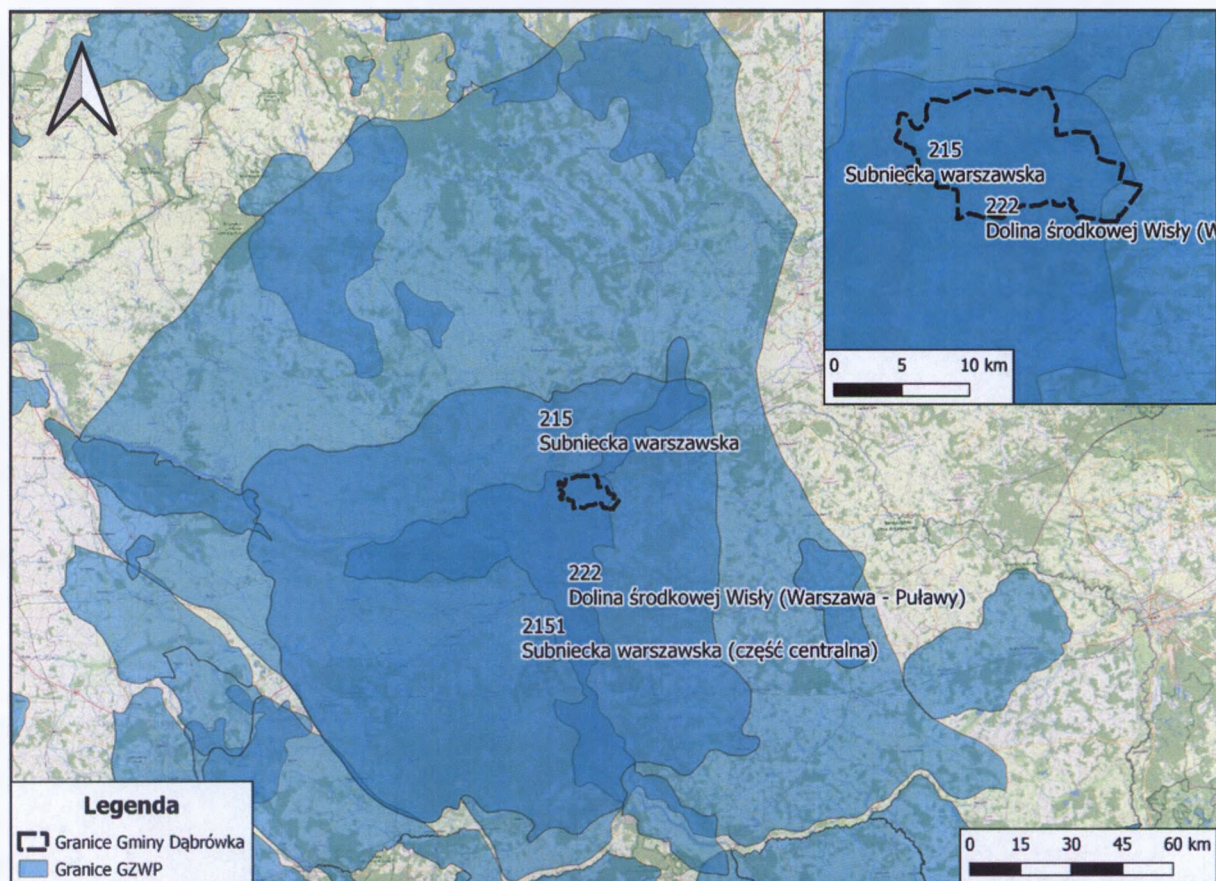 215
Subniecka warszawska
222
Dolina środkowej Wisły (W
0 5 10 km
215
Subniecka warszawska
222
Dolina środkowej Wisły (Warszawa - Puławy)
2151
Subniecka warszawska (część centralna)
Legenda
Granice Gminy Dąbrówka
Granice GZWP
0 15 30 45 60 km